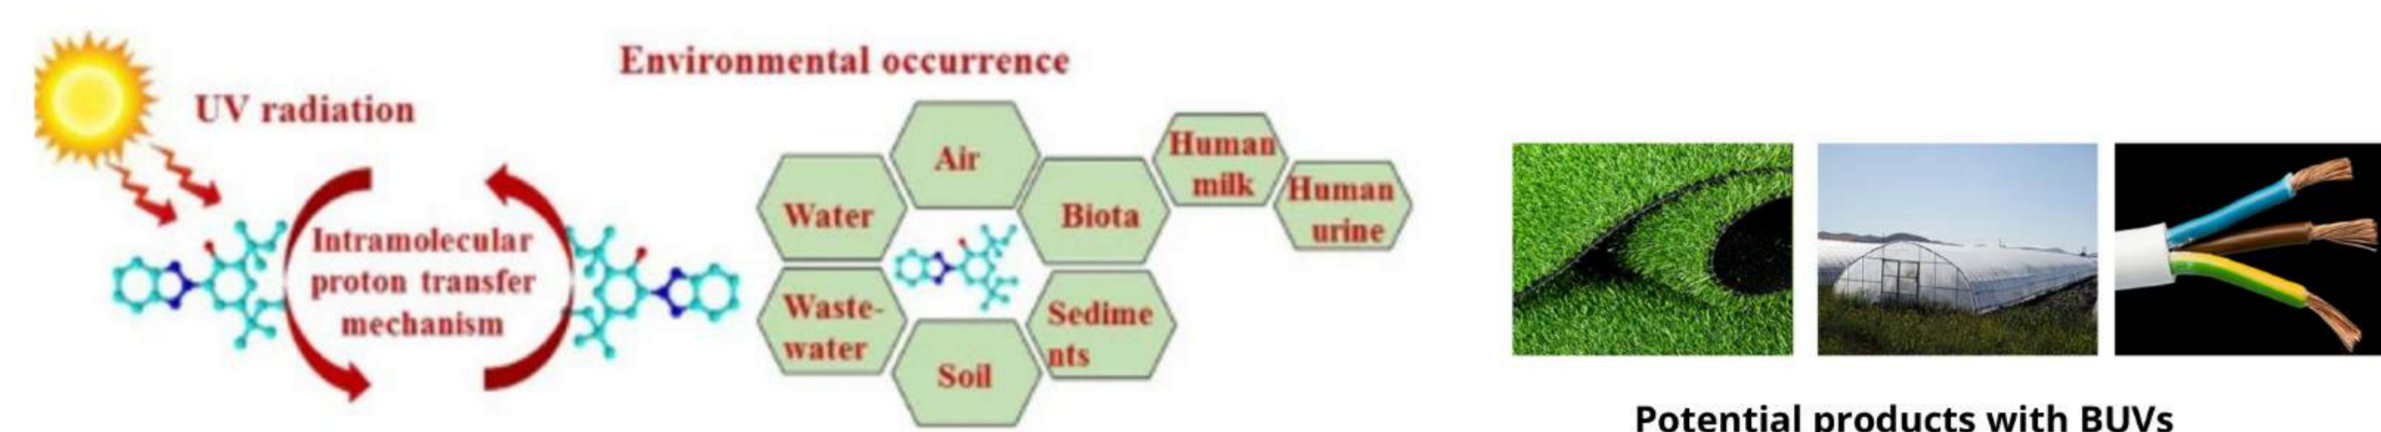 Environmental occurrence
UV radiation
Intramolecular
proton transfer
mechanism
Air
Water
Biota
Human
milk
Human
urine
Waste-
water
Sedime
nts
Soil
Potential products with BUVs